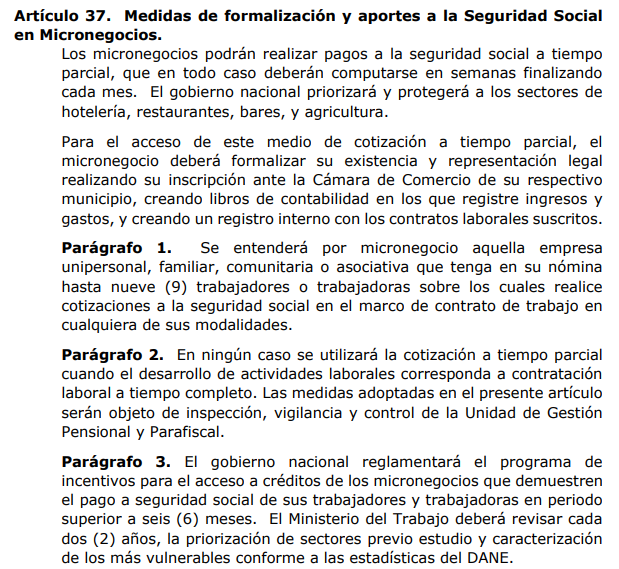 Artículo 37. Medidas de formalización y aportes a la Seguridad Social
en Micronegocios.
Los micronegocios podrán realizar pagos a la seguridad social a tiempo
parcial, que en todo caso deberán computarse en semanas finalizando
cada mes. El gobierno nacional priorizará y protegerá a los sectores de
hotelería, restaurantes, bares, y agricultura.
Para el acceso de este medio de cotización a tiempo parcial, el
micronegocio deberá formalizar su existencia y representación legal
realizando su inscripción ante la Cámara de Comercio de su respectivo
municipio, creando libros de contabilidad en los que registre ingresos y
gastos, y creando un registro interno con los contratos laborales suscritos.
Parágrafo 1. Se entenderá por micronegocio aquella empresa
unipersonal, familiar, comunitaria o asociativa que tenga en su nómina
hasta nueve (9) trabajadores o trabajadoras sobre los cuales realice
cotizaciones a la seguridad social en el marco de contrato de trabajo en
cualquiera de sus modalidades.
Parágrafo 2. En ningún caso se utilizará la cotización a tiempo parcial
cuando el desarrollo de actividades laborales corresponda a contratación
laboral a tiempo completo. Las medidas adoptadas en el presente artículo
serán objeto de inspección, vigilancia y control de la Unidad de Gestión
Pensional y Parafiscal.
Parágrafo 3. El gobierno nacional reglamentará el programa de
incentivos para el acceso a créditos de los micronegocios que demuestren
el pago a seguridad social de sus trabajadores y trabajadoras en periodo
superior a seis (6) meses. El Ministerio del Trabajo deberá revisar cada
dos (2) años, la priorización de sectores previo estudio y caracterización
de los más vulnerables conforme a las estadísticas del DANE.